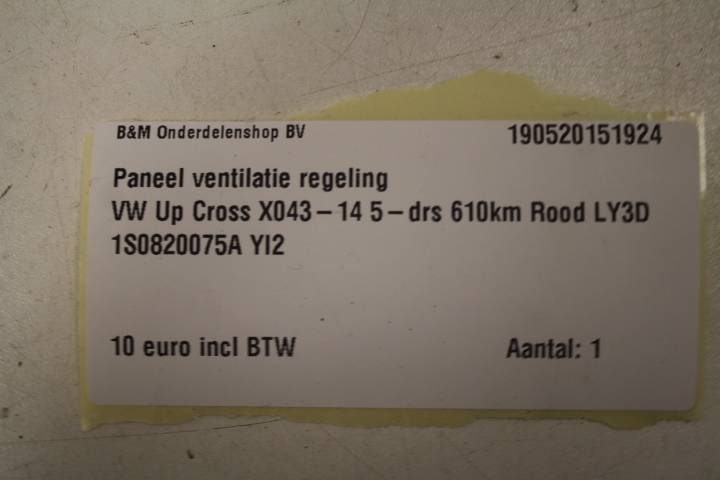 B&M Onderdelenshop BV 190520151924
Paneel ventilatie regeling
VW Up Cross X043-14 5-drs 610km Rood LY3D
1S0820075A YI2
10 euro incl BTW Aantal: 1